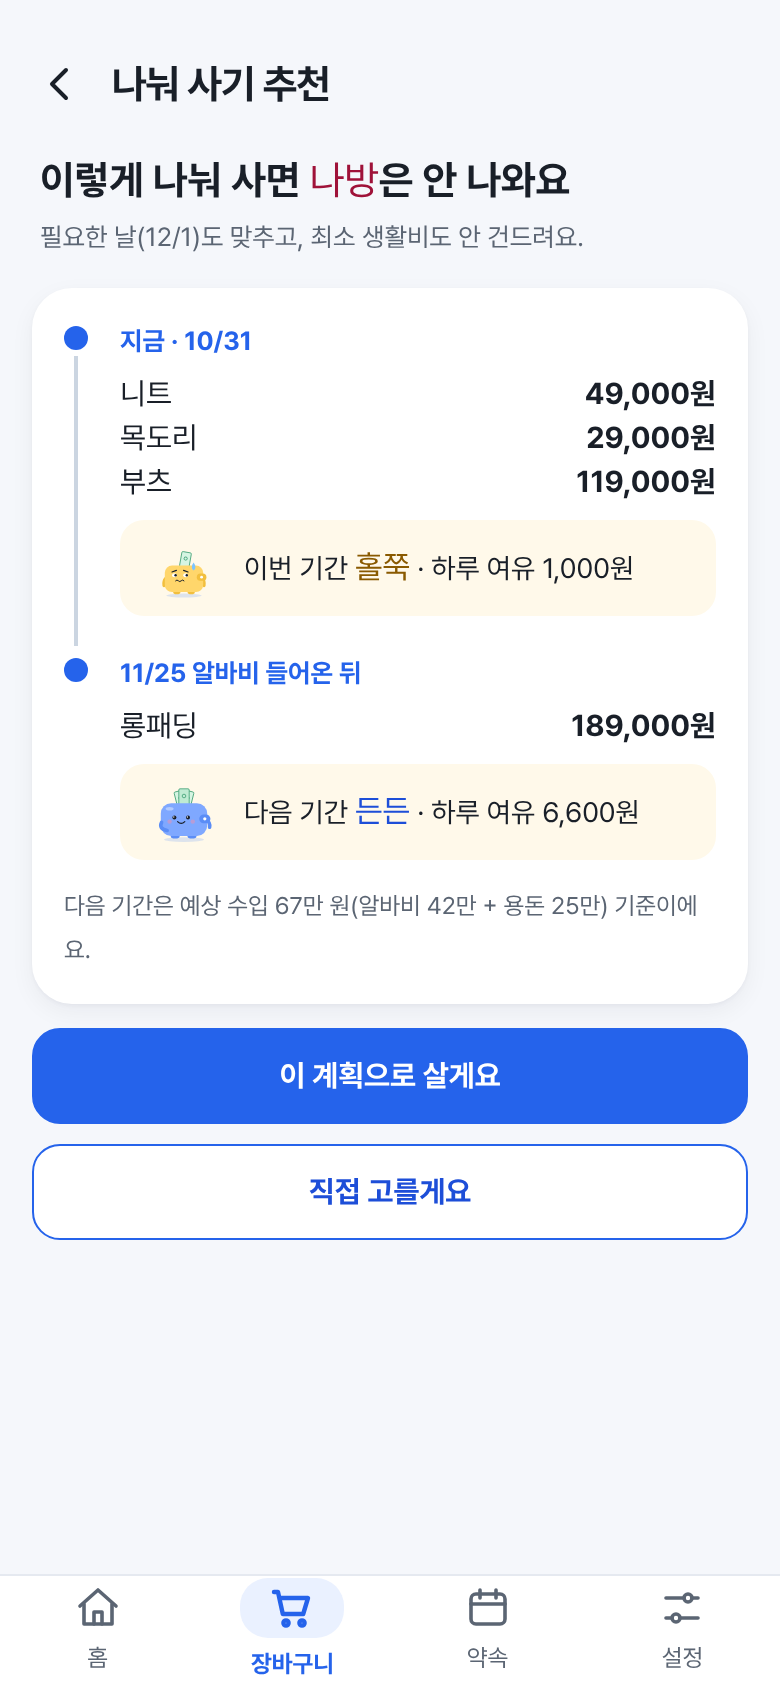 나눠 사기 추천
이렇게 나눠 사면 나방은 안 나와요
필요한 날(12/1)도 맞추고, 최소 생활비도 안 건드려요.
지금 · 10/31
니트 49,000원
목도리 29,000원
부츠 119,000원
이번 기간 홀쭉 · 하루 여유 1,000원
11/25 알바비 들어온 뒤
롱패딩 189,000원
다음 기간 든든 · 하루 여유 6,600원
다음 기간은 예상 수입 67만 원(알바비 42만 + 용돈 25만) 기준이에
요.
이 계획으로 살게요
직접 고를게요
홈 장바구니 약속 설정